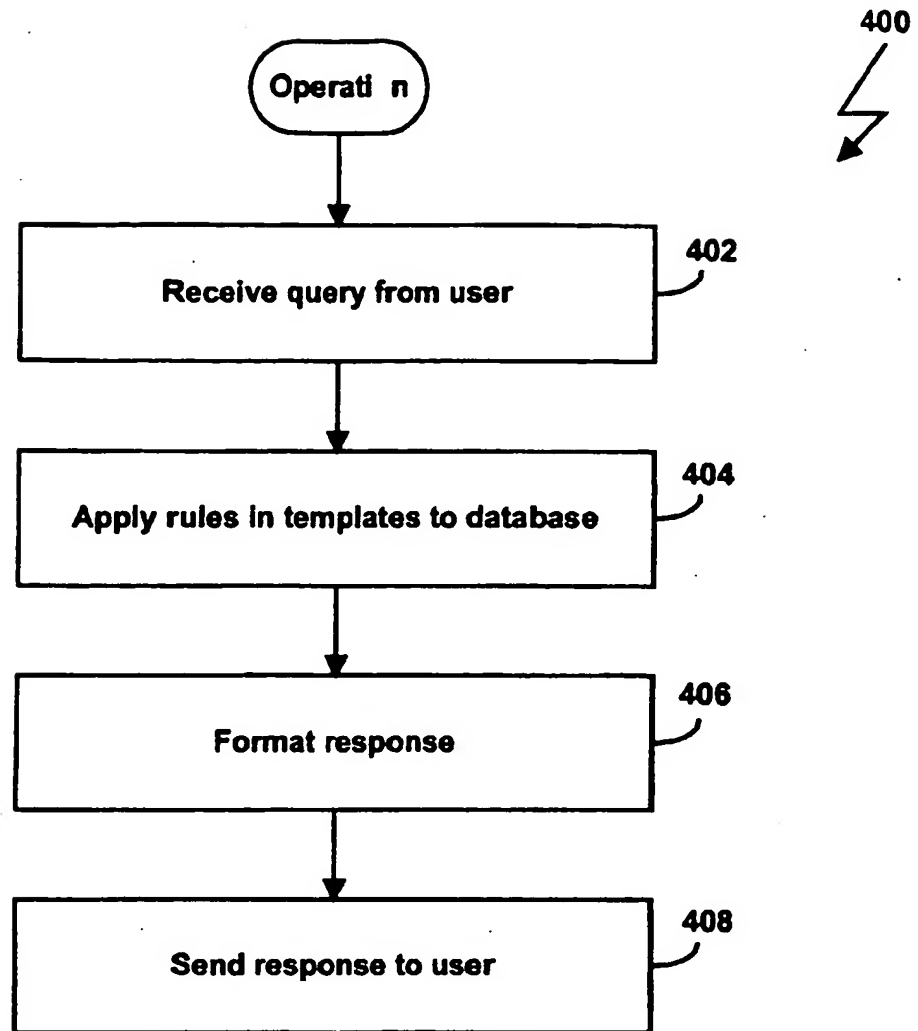 400
Operati n
Receive query from user
402
Apply rules in templates to database
404
Format response
406
Send response to user
408